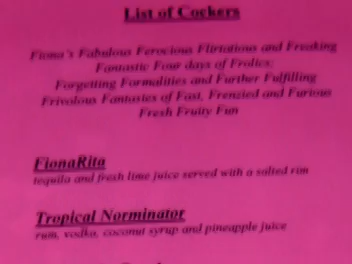 List of Cockers
Fiona's Fabulous Ferocious Flirtations and Freaking
Fantastic Four days of Frolics:
Forgetting Formalities and Further Fulfilling
Frivolous Fantasies of Fast, Frenzied and Furious
Fresh Fruity Fun
FionaRita
tequila and fresh lime juice served with a salted rim
Tropical Norminator
rum, vodka, coconut syrup and pineapple juice